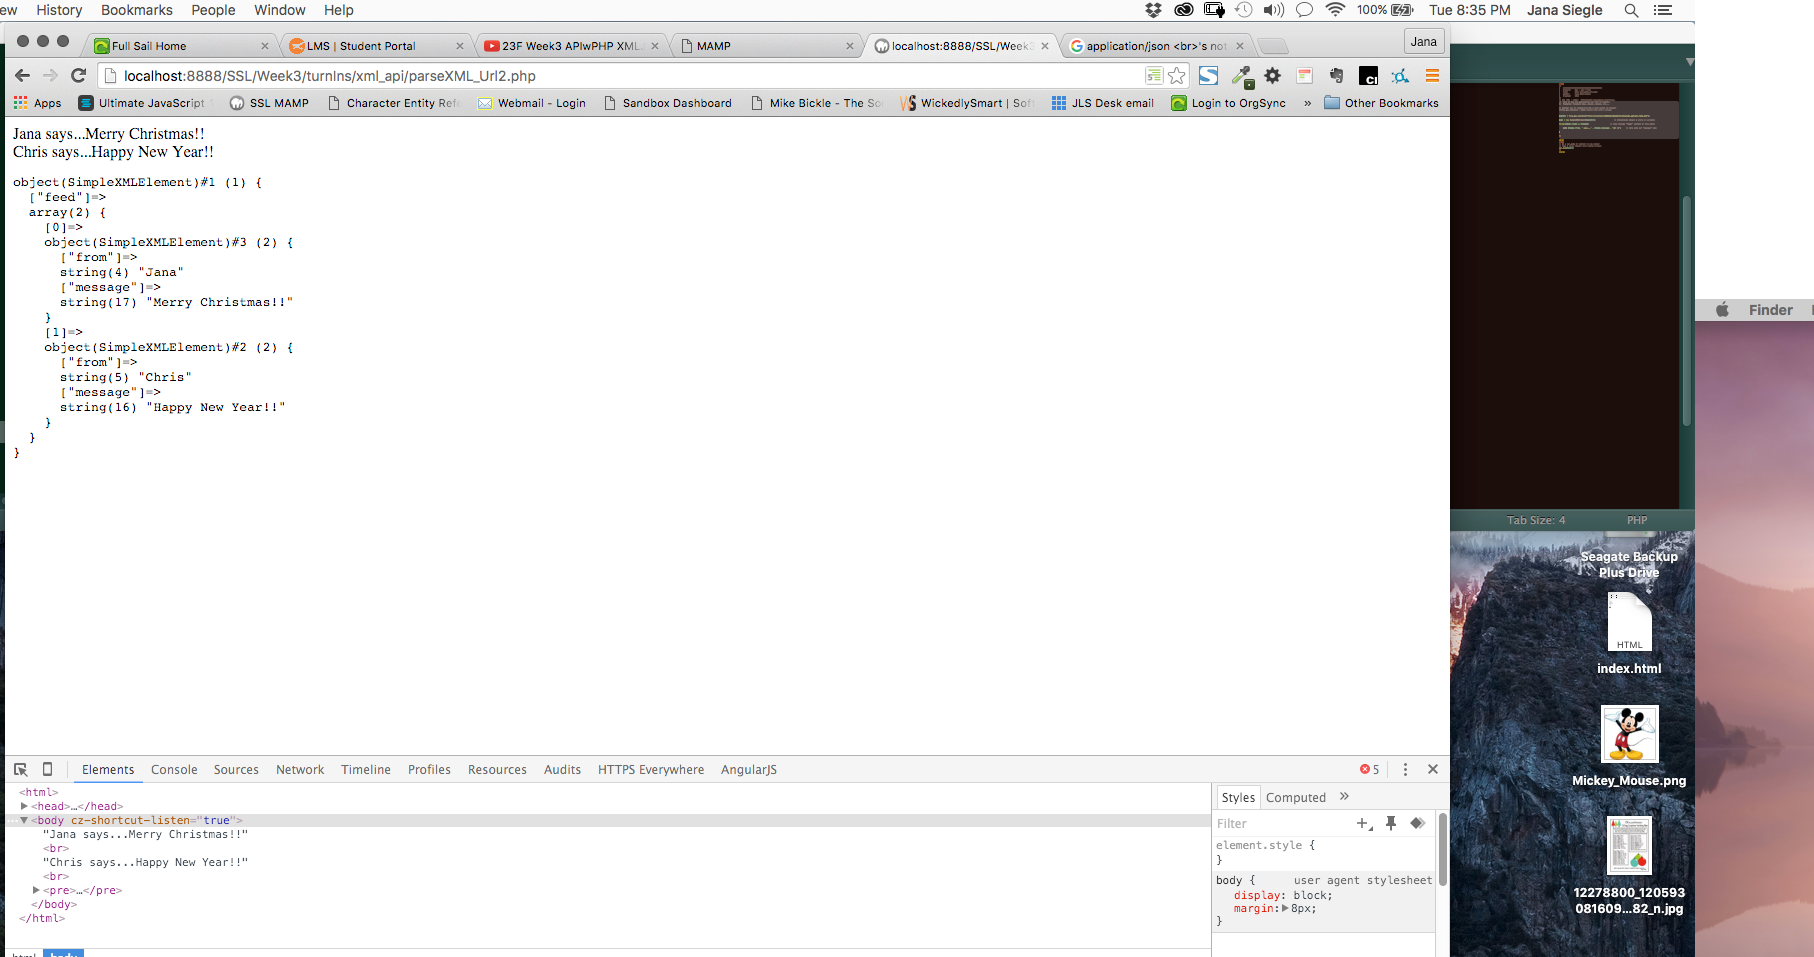 ew History Bookmarks People Window Help 100% Tue 8:35 PM Jana Siegle
Full Sail Home LMS | Student Portal 23F Week3 APIwPHP XML MAMP localhost:8888/SSL/Week3 application/json <br>'s not Jana
localhost:8888/SSL/Week3/turnIns/xml_api/parseXML_Url2.php
Apps Ultimate JavaScript SSL MAMP Character Entity Refe Webmail - Login Sandbox Dashboard Mike Bickle - The Sc WickedlySmart | Sof JLS Desk email Login to OrgSync » Other Bookmarks
Jana says...Merry Christmas!!
Chris says...Happy New Year!!
object(SimpleXMLElement)#1 (1) {
["feed"]=>
array(2) {
[0]=>
object(SimpleXMLElement)#3 (2) {
["from"]=>
string(4) "Jana"
["message"]=>
string(17) "Merry Christmas!!"
}
[1]=>
object(SimpleXMLElement)#2 (2) {
["from"]=>
string(5) "Chris"
["message"]=>
string(16) "Happy New Year!!"
}
}
}
Finder
Tab Size: 4 PHP
Seagate Backup
Plus Drive
HTML
index.html
Mickey_Mouse.png
12278800_120593
081609...82_n.jpg
Elements Console Sources Network Timeline Profiles Resources Audits HTTPS Everywhere AngularJS 5
<html>
<head>…</head>
<body cz-shortcut-listen="true">
"Jana says...Merry Christmas!!"
<br>
"Chris says...Happy New Year!!"
<br>
<pre>…</pre>
</body>
</html>
html body
Styles Computed »
Filter
element.style {
}
body { user agent stylesheet
display: block;
margin: 8px;
}